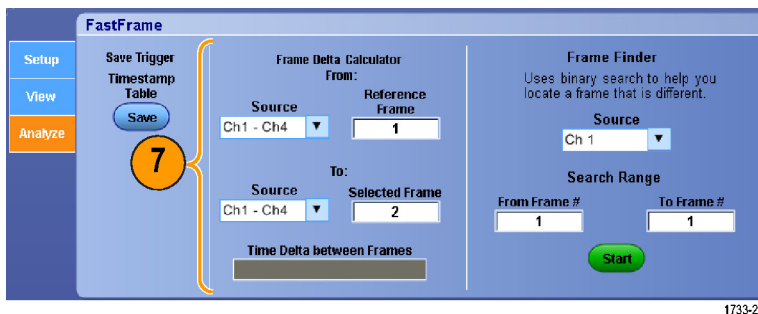 FastFrame
Setup
View
Analyze
Save Trigger
Timestamp
Table
Save
7
Frame Delta Calculator
From:
Source
Reference
Frame
Ch1 - Ch4
1
To:
Source
Selected Frame
Ch1 - Ch4
2
Time Delta between Frames
Frame Finder
Uses binary search to help you
locate a frame that is different.
Source
Ch 1
Search Range
From Frame #
To Frame #
1
1
Start
1733-2